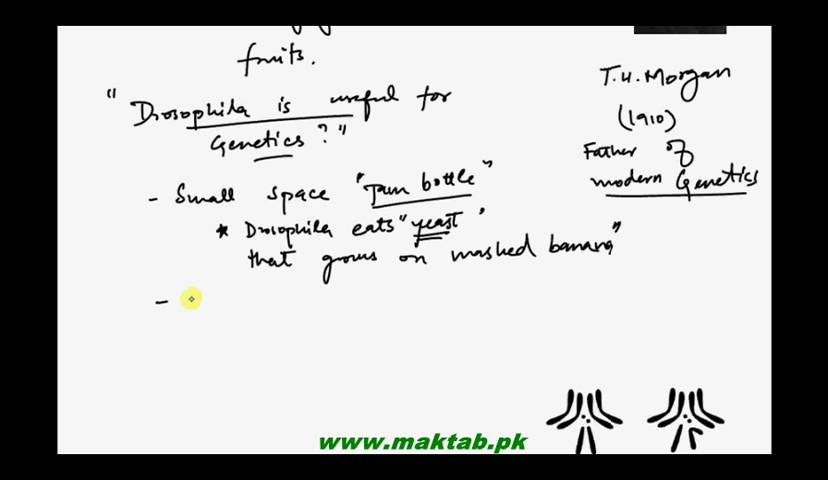 fruits.
"Drosophila is useful for
Genetics?"
T.H. Morgan
(1910)
Father of
modern Genetics
- Small space "Jam bottle"
* Drosophila eats "yeast"
that grows on mashed banana"
-
www.maktab.pk